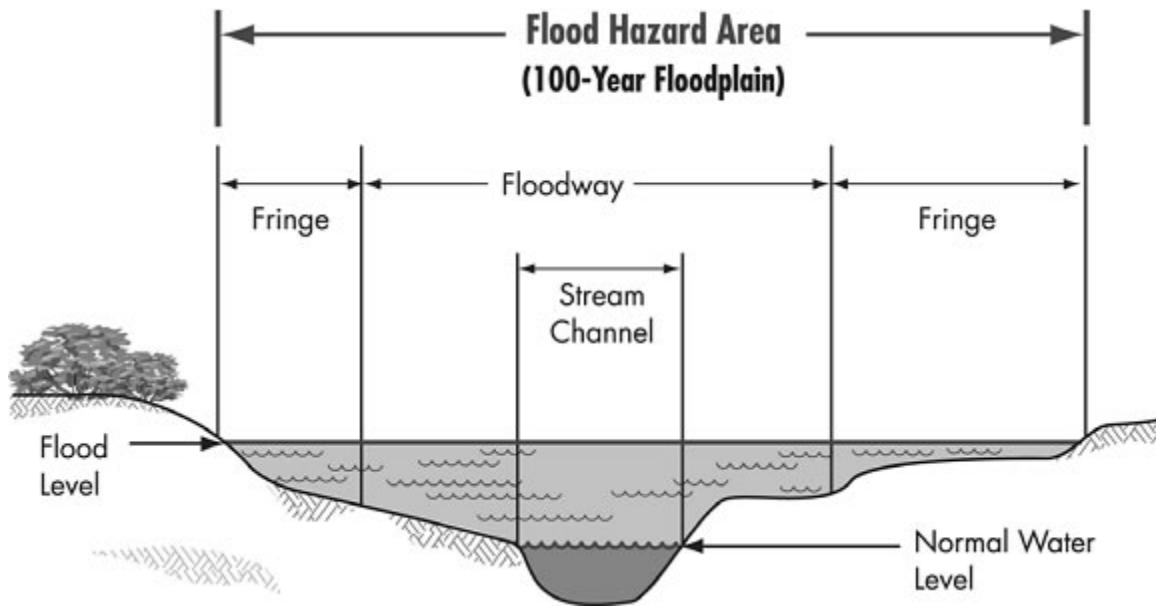 Flood Hazard Area
(100-Year Floodplain)
Floodway
Fringe
Fringe
Stream
Channel
Flood
Level
Normal Water
Level